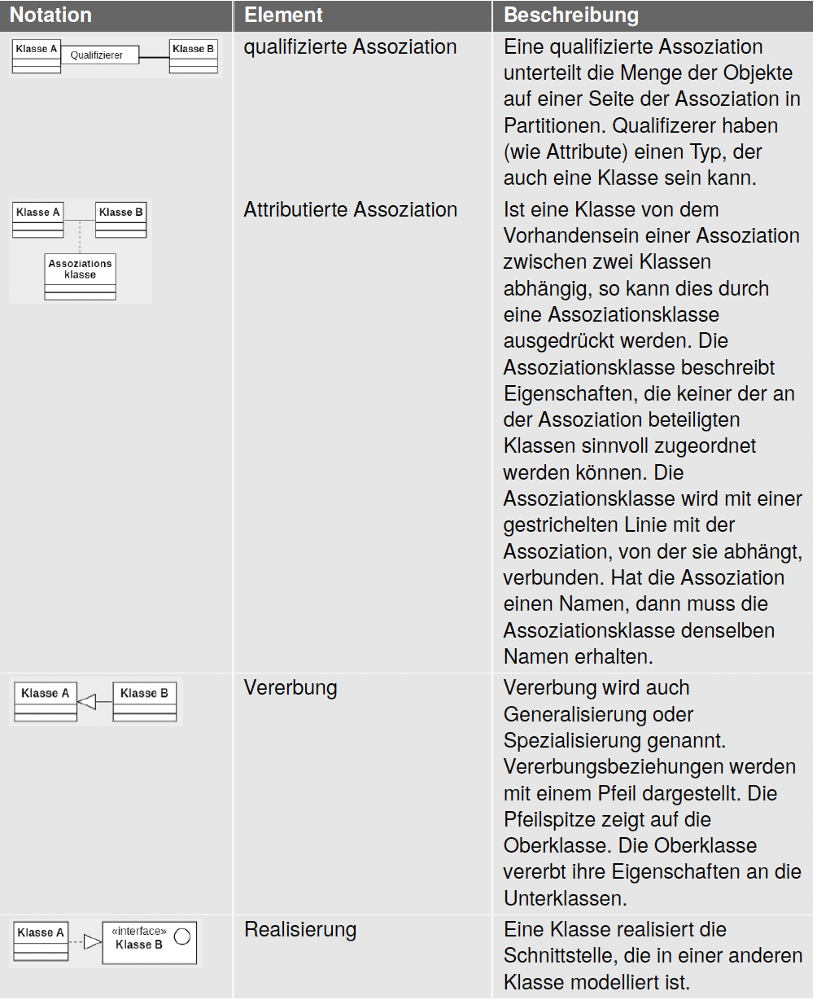 Notation Element Beschreibung
Klasse A Qualifizierer Klasse B
qualifizierte Assoziation
Eine qualifizierte Assoziation
unterteilt die Menge der Objekte
auf einer Seite der Assoziation in
Partitionen. Qualifizerer haben
(wie Attribute) einen Typ, der
auch eine Klasse sein kann.
Klasse A Klasse B
Assoziations
klasse
Attributierte Assoziation
Ist eine Klasse von dem
Vorhandensein einer Assoziation
zwischen zwei Klassen
abhängig, so kann dies durch
eine Assoziationsklasse
ausgedrückt werden. Die
Assoziationsklasse beschreibt
Eigenschaften, die keiner der an
der Assoziation beteiligten
Klassen sinnvoll zugeordnet
werden können. Die
Assoziationsklasse wird mit einer
gestrichelten Linie mit der
Assoziation, von der sie abhängt,
verbunden. Hat die Assoziation
einen Namen, dann muss die
Assoziationsklasse denselben
Namen erhalten.
Klasse A Klasse B
Vererbung
Vererbung wird auch
Generalisierung oder
Spezialisierung genannt.
Vererbungsbeziehungen werden
mit einem Pfeil dargestellt. Die
Pfeilspitze zeigt auf die
Oberklasse. Die Oberklasse
vererbt ihre Eigenschaften an die
Unterklassen.
Klasse A «interface»
Klasse B
Realisierung
Eine Klasse realisiert die
Schnittstelle, die in einer anderen
Klasse modelliert ist.